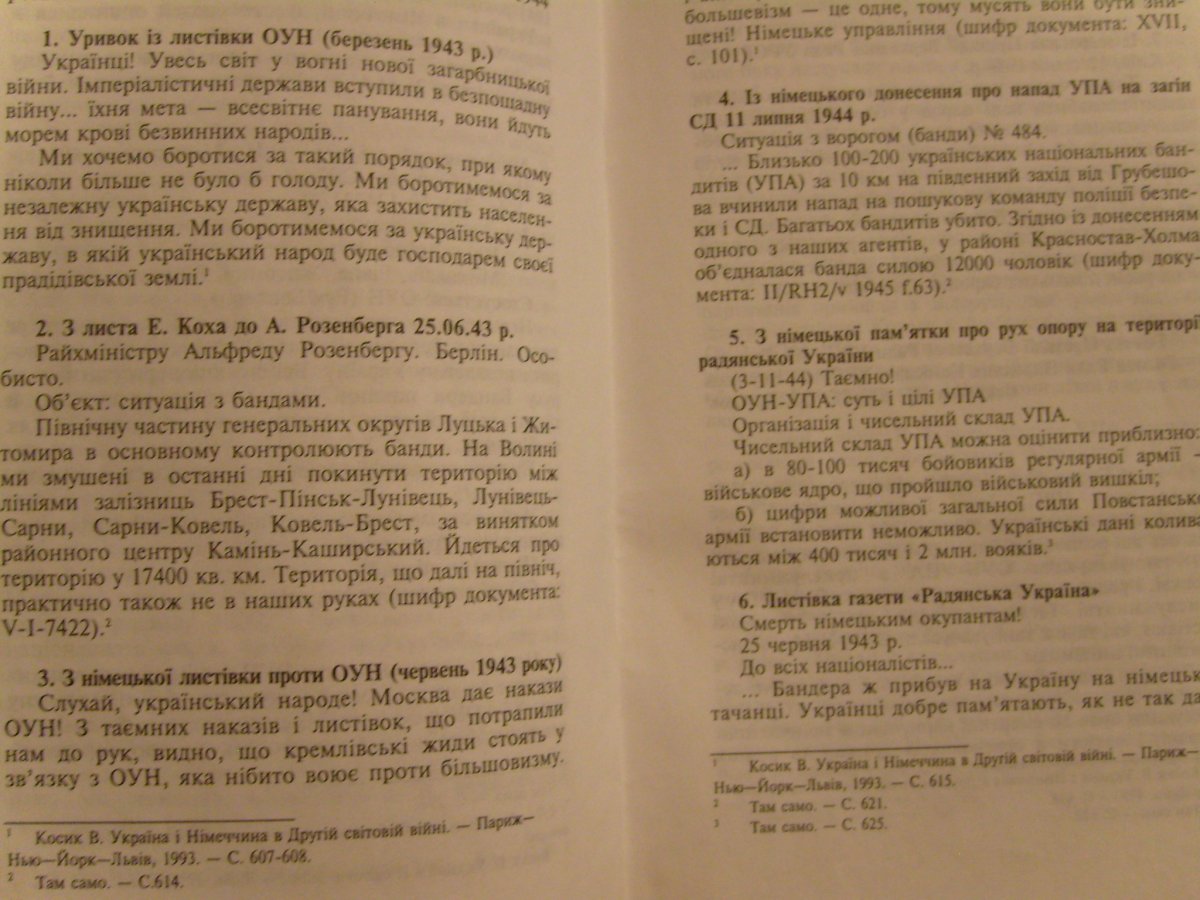 1944
1. Уривок із листівки ОУН (березень 1943 р.)
Українці! Увесь світ у вогні нової загарбницької
війни. Імперіалістичні держави вступили в безпощадну
війну... їхня мета — всесвітнє панування, вони йдуть
морем крові безвинних народів...
Ми хочемо боротися за такий порядок, при якому
ніколи більше не було б голоду. Ми боротимемося за
незалежну українську державу, яка захистить населен-
ня від знищення. Ми боротимемося за українську дер-
жаву, в якій український народ буде господарем своєї
прадідівської землі.¹
2. З листа Е. Коха до А. Розенберга 25.06.43 р.
Райхміністру Альфреду Розенбергу. Берлін. Осо-
бисто.
Об’єкт: ситуація з бандами.
Північну частину генеральних округів Луцька і Жи-
томира в основному контролюють банди. На Волині
ми змушені в останні дні покинути територію між
лініями залізниць Брест-Пінськ-Лунівець, Лунівець-
Сарни, Сарни-Ковель, Ковель-Брест, за винятком
районного центру Камінь-Каширський. Йдеться про
територію у 17400 кв. км. Територія, що далі на північ,
практично також не в наших руках (шифр документа:
V-I-7422).²
3. З німецької листівки проти ОУН (червень 1943 року)
Слухай, український народе! Москва дає накази
ОУН! З таємних наказів і листівок, що потрапили
нам до рук, видно, що кремлівські жиди стоять у
зв’язку з ОУН, яка нібито воює проти більшовизму.
¹ Косик В. Україна і Німеччина в Другій світовій війні. — Париж—
Нью—Йорк—Львів, 1993. — С. 607-608.
² Там само. — С.614.
большевізм — це одне, тому мусять вони бути зни-
щені! Німецьке управління (шифр документа: XVII,
с. 101).¹
4. Із німецького донесення про напад УПА на загін
СД 11 липня 1944 р.
Ситуація з ворогом (банди) № 484.
... Близько 100-200 українських національних бан-
дитів (УПА) за 10 км на південний захід від Грубешо-
ва вчинили напад на пошукову команду поліції безпе-
ки і СД. Багатьох бандитів убито. Згідно із донесенням
одного з наших агентів, у районі Красностав-Холма
об’єдналася банда силою 12000 чоловік (шифр доку-
мента: II/RH2/v 1945 f.63).²
5. З німецької пам’ятки про рух опору на території
радянської України
(3-11-44) Таємно!
ОУН-УПА: суть і цілі УПА
Організація і чисельний склад УПА.
Чисельний склад УПА можна оцінити приблизно:
а) в 80-100 тисяч бойовиків регулярної армії -
військове ядро, що пройшло військовий вишкіл;
б) цифри можливої загальної сили Повстансько
армії встановити неможливо. Українські дані колива
ються між 400 тисяч і 2 млн. вояків.³
6. Листівка газети «Радянська Україна»
Смерть німецьким окупантам!
25 червня 1943 р.
До всіх націоналістів...
... Бандера ж прибув на Україну на німецьк
тачанці. Українці добре пам’ятають, як не так да
¹ Косик В. Україна і Німеччина в Другій світовій війні. — Париж—
Нью—Йорк—Львів, 1993. — С. 615.
² Там само. — С. 621.
³ Там само. — С. 625.